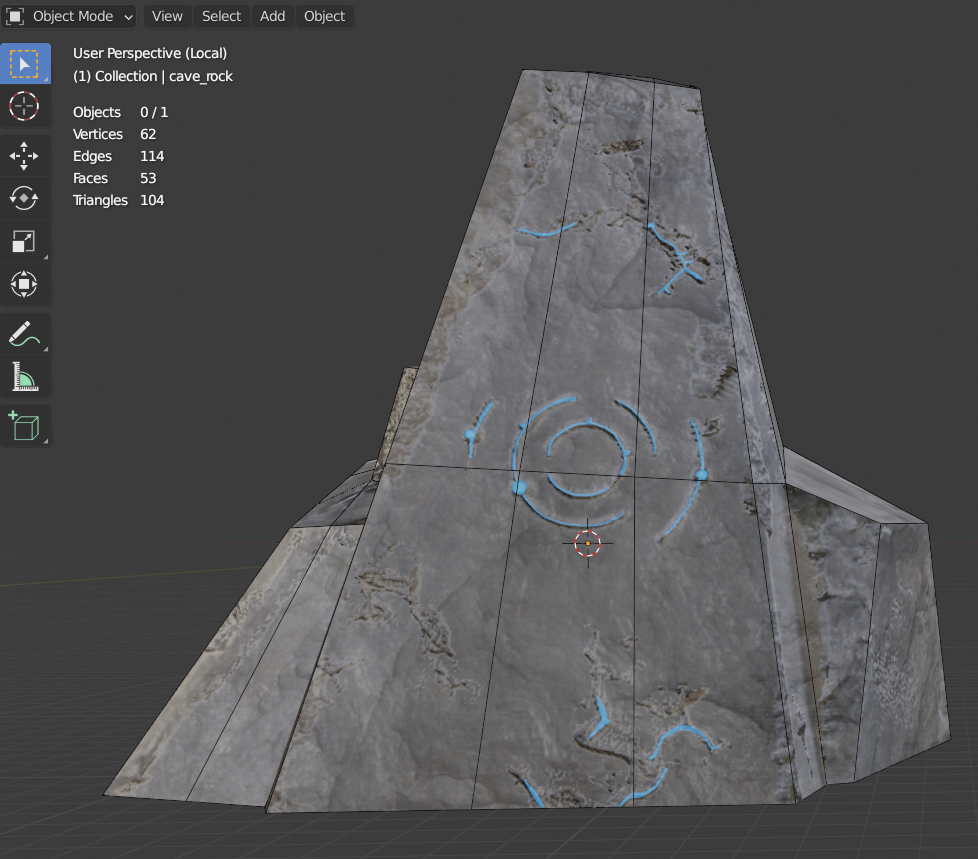 Object Mode View Select Add Object
User Perspective (Local)
(1) Collection | cave_rock
Objects 0 / 1
Vertices 62
Edges 114
Faces 53
Triangles 104